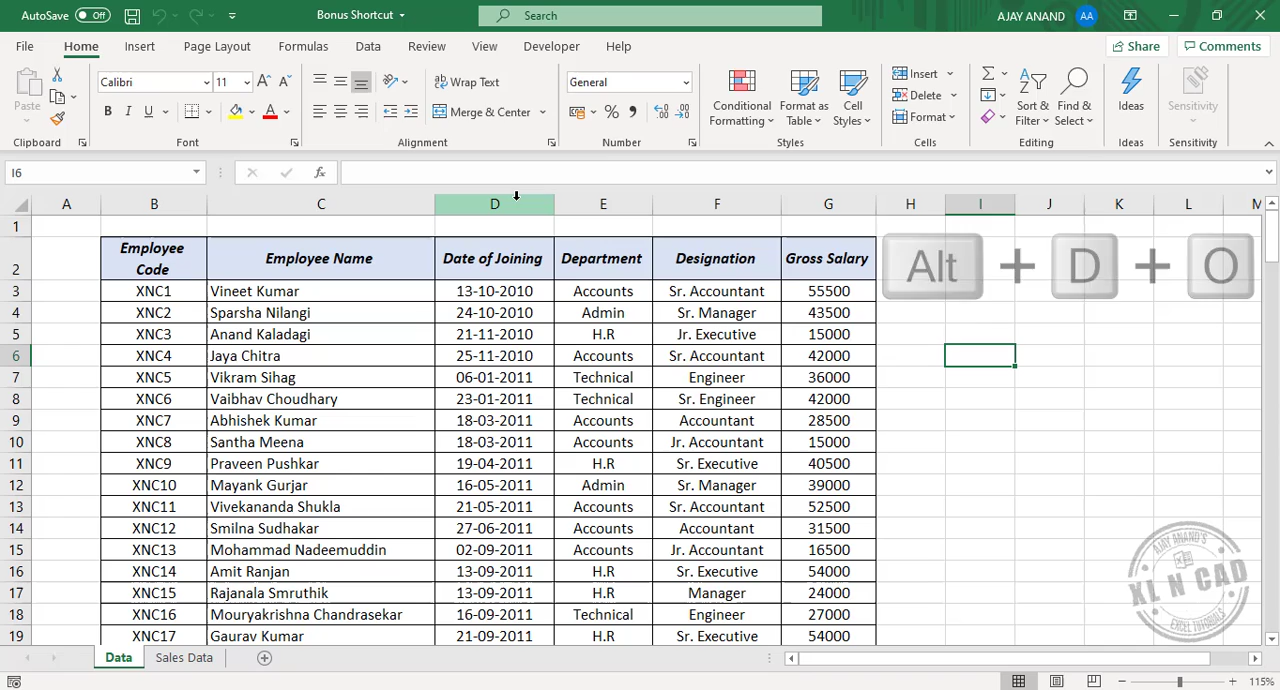 AutoSave Off Bonus Shortcut Search AJAY ANAND AA
File Home Insert Page Layout Formulas Data Review View Developer Help Share Comments
Paste Calibri 11 A A Wrap Text General Conditional Formatting Format as Table Cell Styles Insert Σ Sort & Filter Find & Select Ideas Sensitivity
B I U A Merge & Center % , Delete
Format
Clipboard Font Alignment Number Styles Cells Editing Ideas Sensitivity
I6 fx
A B C D E F G H I J K L M
1
2 Employee Code Employee Name Date of Joining Department Designation Gross Salary Alt + D + O
3 XNC1 Vineet Kumar 13-10-2010 Accounts Sr. Accountant 55500
4 XNC2 Sparsha Nilangi 24-10-2010 Admin Sr. Manager 43500
5 XNC3 Anand Kaladagi 21-11-2010 H.R Jr. Executive 15000
6 XNC4 Jaya Chitra 25-11-2010 Accounts Sr. Accountant 42000
7 XNC5 Vikram Sihag 06-01-2011 Technical Engineer 36000
8 XNC6 Vaibhav Choudhary 23-01-2011 Technical Sr. Engineer 42000
9 XNC7 Abhishek Kumar 18-03-2011 Accounts Accountant 28500
10 XNC8 Santha Meena 18-03-2011 Accounts Jr. Accountant 15000
11 XNC9 Praveen Pushkar 19-04-2011 H.R Sr. Executive 40500
12 XNC10 Mayank Gurjar 16-05-2011 Admin Sr. Manager 39000
13 XNC11 Vivekananda Shukla 21-05-2011 Accounts Sr. Accountant 52500
14 XNC12 Smilna Sudhakar 27-06-2011 Accounts Accountant 31500
15 XNC13 Mohammad Nadeemuddin 02-09-2011 Accounts Jr. Accountant 16500
16 XNC14 Amit Ranjan 13-09-2011 H.R Sr. Executive 54000
17 XNC15 Rajanala Smruthik 13-09-2011 H.R Manager 24000
18 XNC16 Mouryakrishna Chandrasekar 16-09-2011 Technical Engineer 27000
19 XNC17 Gaurav Kumar 21-09-2011 H.R Sr. Executive 54000
AJAY ANAND'S
XL N CAD
EXCEL TUTORIALS
Data Sales Data
115%